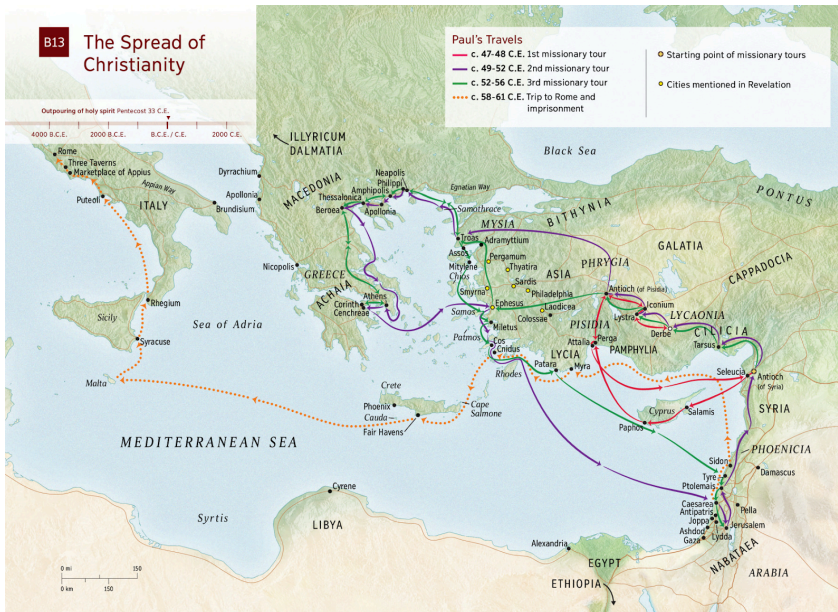 B13
The Spread of
Christianity
Outpouring of holy spirit Pentecost 33 C.E.
4000 B.C.E.
2000 B.C.E.
B.C.E. / C.E.
2000 C.E.
Paul's Travels
c. 47-48 C.E. 1st missionary tour
c. 49-52 C.E. 2nd missionary tour
c. 52-56 C.E. 3rd missionary tour
c. 58-61 C.E. Trip to Rome and
imprisonment
Starting point of missionary tours
Cities mentioned in Revelation
Rome
Three Taverns
Marketplace of Appius
Appian Way
Puteoli
ITALY
Brundisium
Dyrrachium
Apollonia
ILLYRICUM
DALMATIA
MACEDONIA
Neapolis
Philippi
Amphipolis
Thessalonica
Beroea
Apollonia
Egnatian Way
Samothrace
Black Sea
BITHYNIA
PONTUS
MYSIA
Troas
Adramyttium
Assos
Mitylene
Chios
Pergamum
Thyatira
ASIA
Sardis
Smyrna
Philadelphia
Ephesus
Laodicea
Colossae
Samos
Miletus
Patmos
PHRYGIA
GALATIA
CAPPADOCIA
Antioch (of Pisidia)
Iconium
LYCAONIA
Lystra
Derbe
CILICIA
Tarsus
PISIDIA
Perga
Attalia
PAMPHYLIA
Nicopolis
GREECE
ACHAIA
Athens
Corinth
Cenchreae
Rhegium
Sicily
Syracuse
Sea of Adria
Malta
Cos
Cnidus
Rhodes
Patara
LYCIA
Myra
Seleucia
Antioch
(of Syria)
SYRIA
Cyprus
Salamis
Paphos
Crete
Phoenix
Cauda
Fair Havens
Cape
Salmone
MEDITERRANEAN SEA
PHOENICIA
Sidon
Damascus
Tyre
Ptolemais
Caesarea
Pella
Antipatris
Joppa
Jerusalem
Ashdod
Lydda
Gaza
NABATAEA
ARABIA
Cyrene
Syrtis
LIBYA
Alexandria
EGYPT
ETHIOPIA
0 mi
150
0 km
150